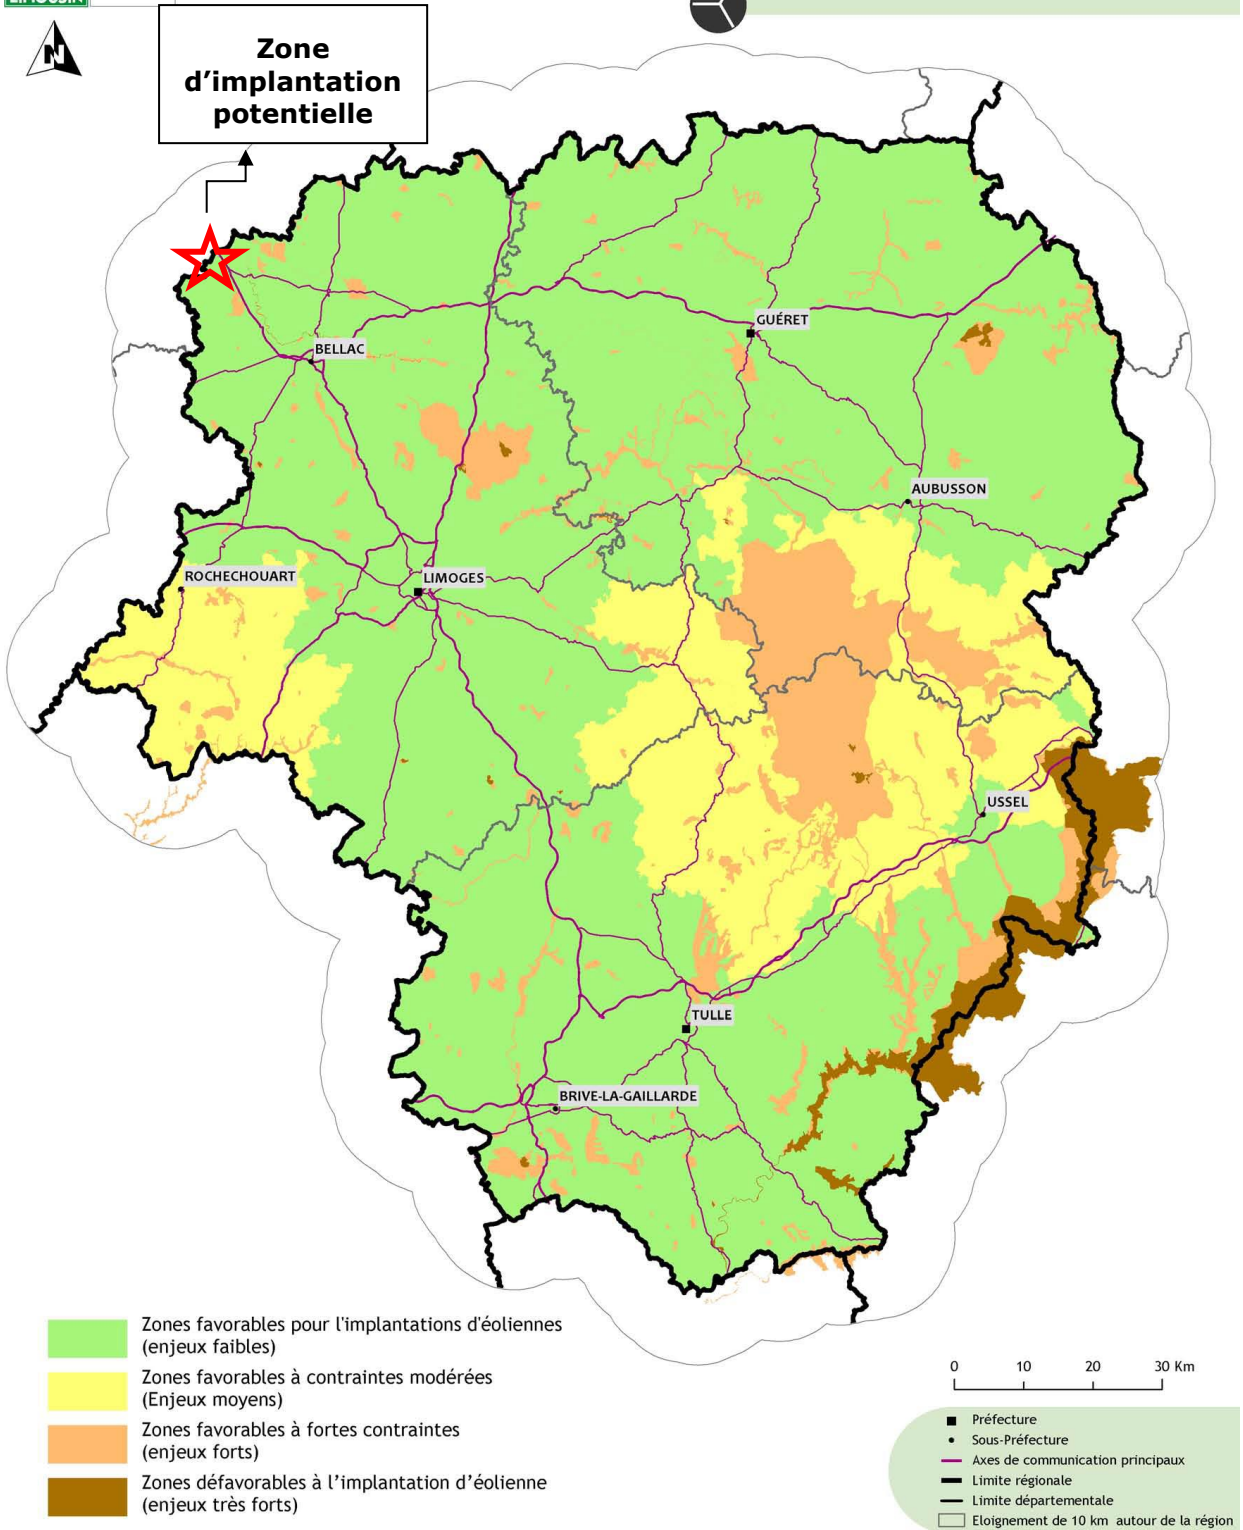 LIMOUSIN
N
Zone
d’implantation
potentielle
GUÉRET
BELLAC
AUBUSSON
ROCHECHOUART
LIMOGES
USSEL
TULLE
BRIVE-LA-GAILLARDE
Zones favorables pour l'implantations d'éoliennes
(enjeux faibles)
Zones favorables à contraintes modérées
(Enjeux moyens)
Zones favorables à fortes contraintes
(enjeux forts)
Zones défavorables à l’implantation d’éolienne
(enjeux très forts)
0 10 20 30 Km
Préfecture
Sous-Préfecture
Axes de communication principaux
Limite régionale
Limite départementale
Eloignement de 10 km autour de la région